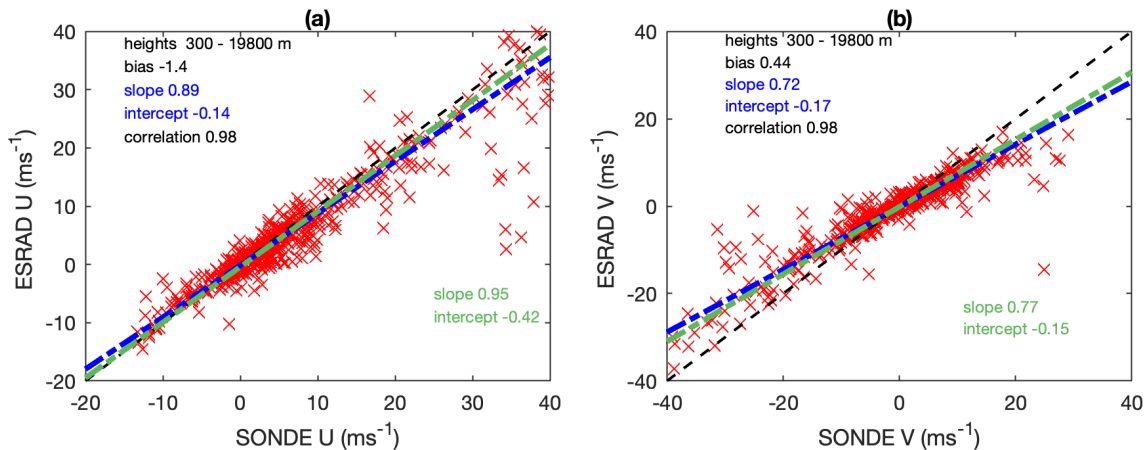 (a)
heights 300 - 19800 m
bias -1.4
slope 0.89
intercept -0.14
correlation 0.98
slope 0.95
intercept -0.42
40
30
20
10
0
-10
-20
-20
-10
0
10
20
30
40
ESRAD U (ms⁻¹)
SONDE U (ms⁻¹)
(b)
heights 300 - 19800 m
bias 0.44
slope 0.72
intercept -0.17
correlation 0.98
slope 0.77
intercept -0.15
40
20
0
-20
-40
-40
-20
0
20
40
ESRAD V (ms⁻¹)
SONDE V (ms⁻¹)